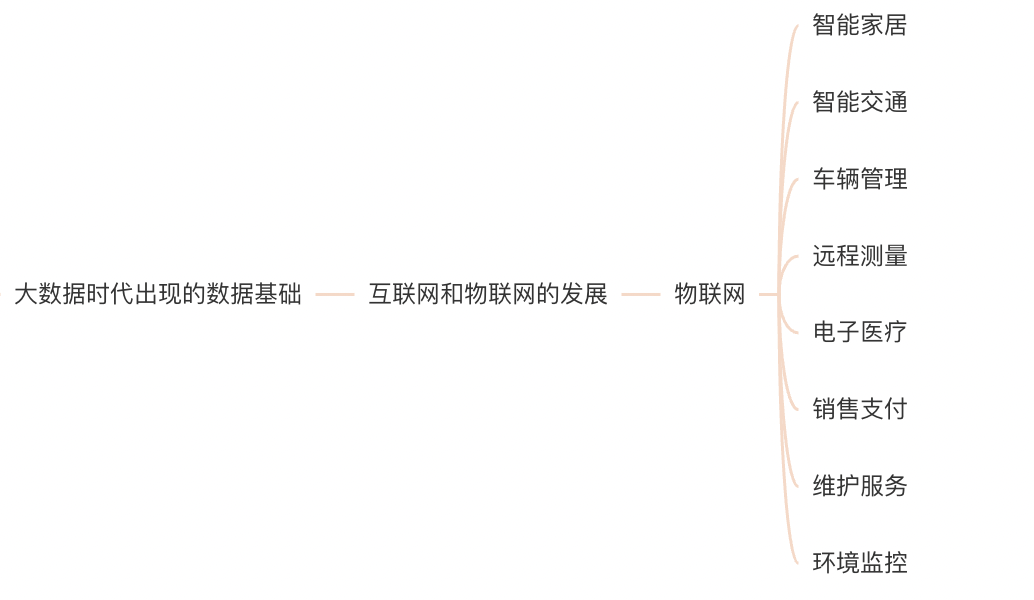 大数据时代出现的数据基础
互联网和物联网的发展
物联网
智能家居
智能交通
车辆管理
远程测量
电子医疗
销售支付
维护服务
环境监控